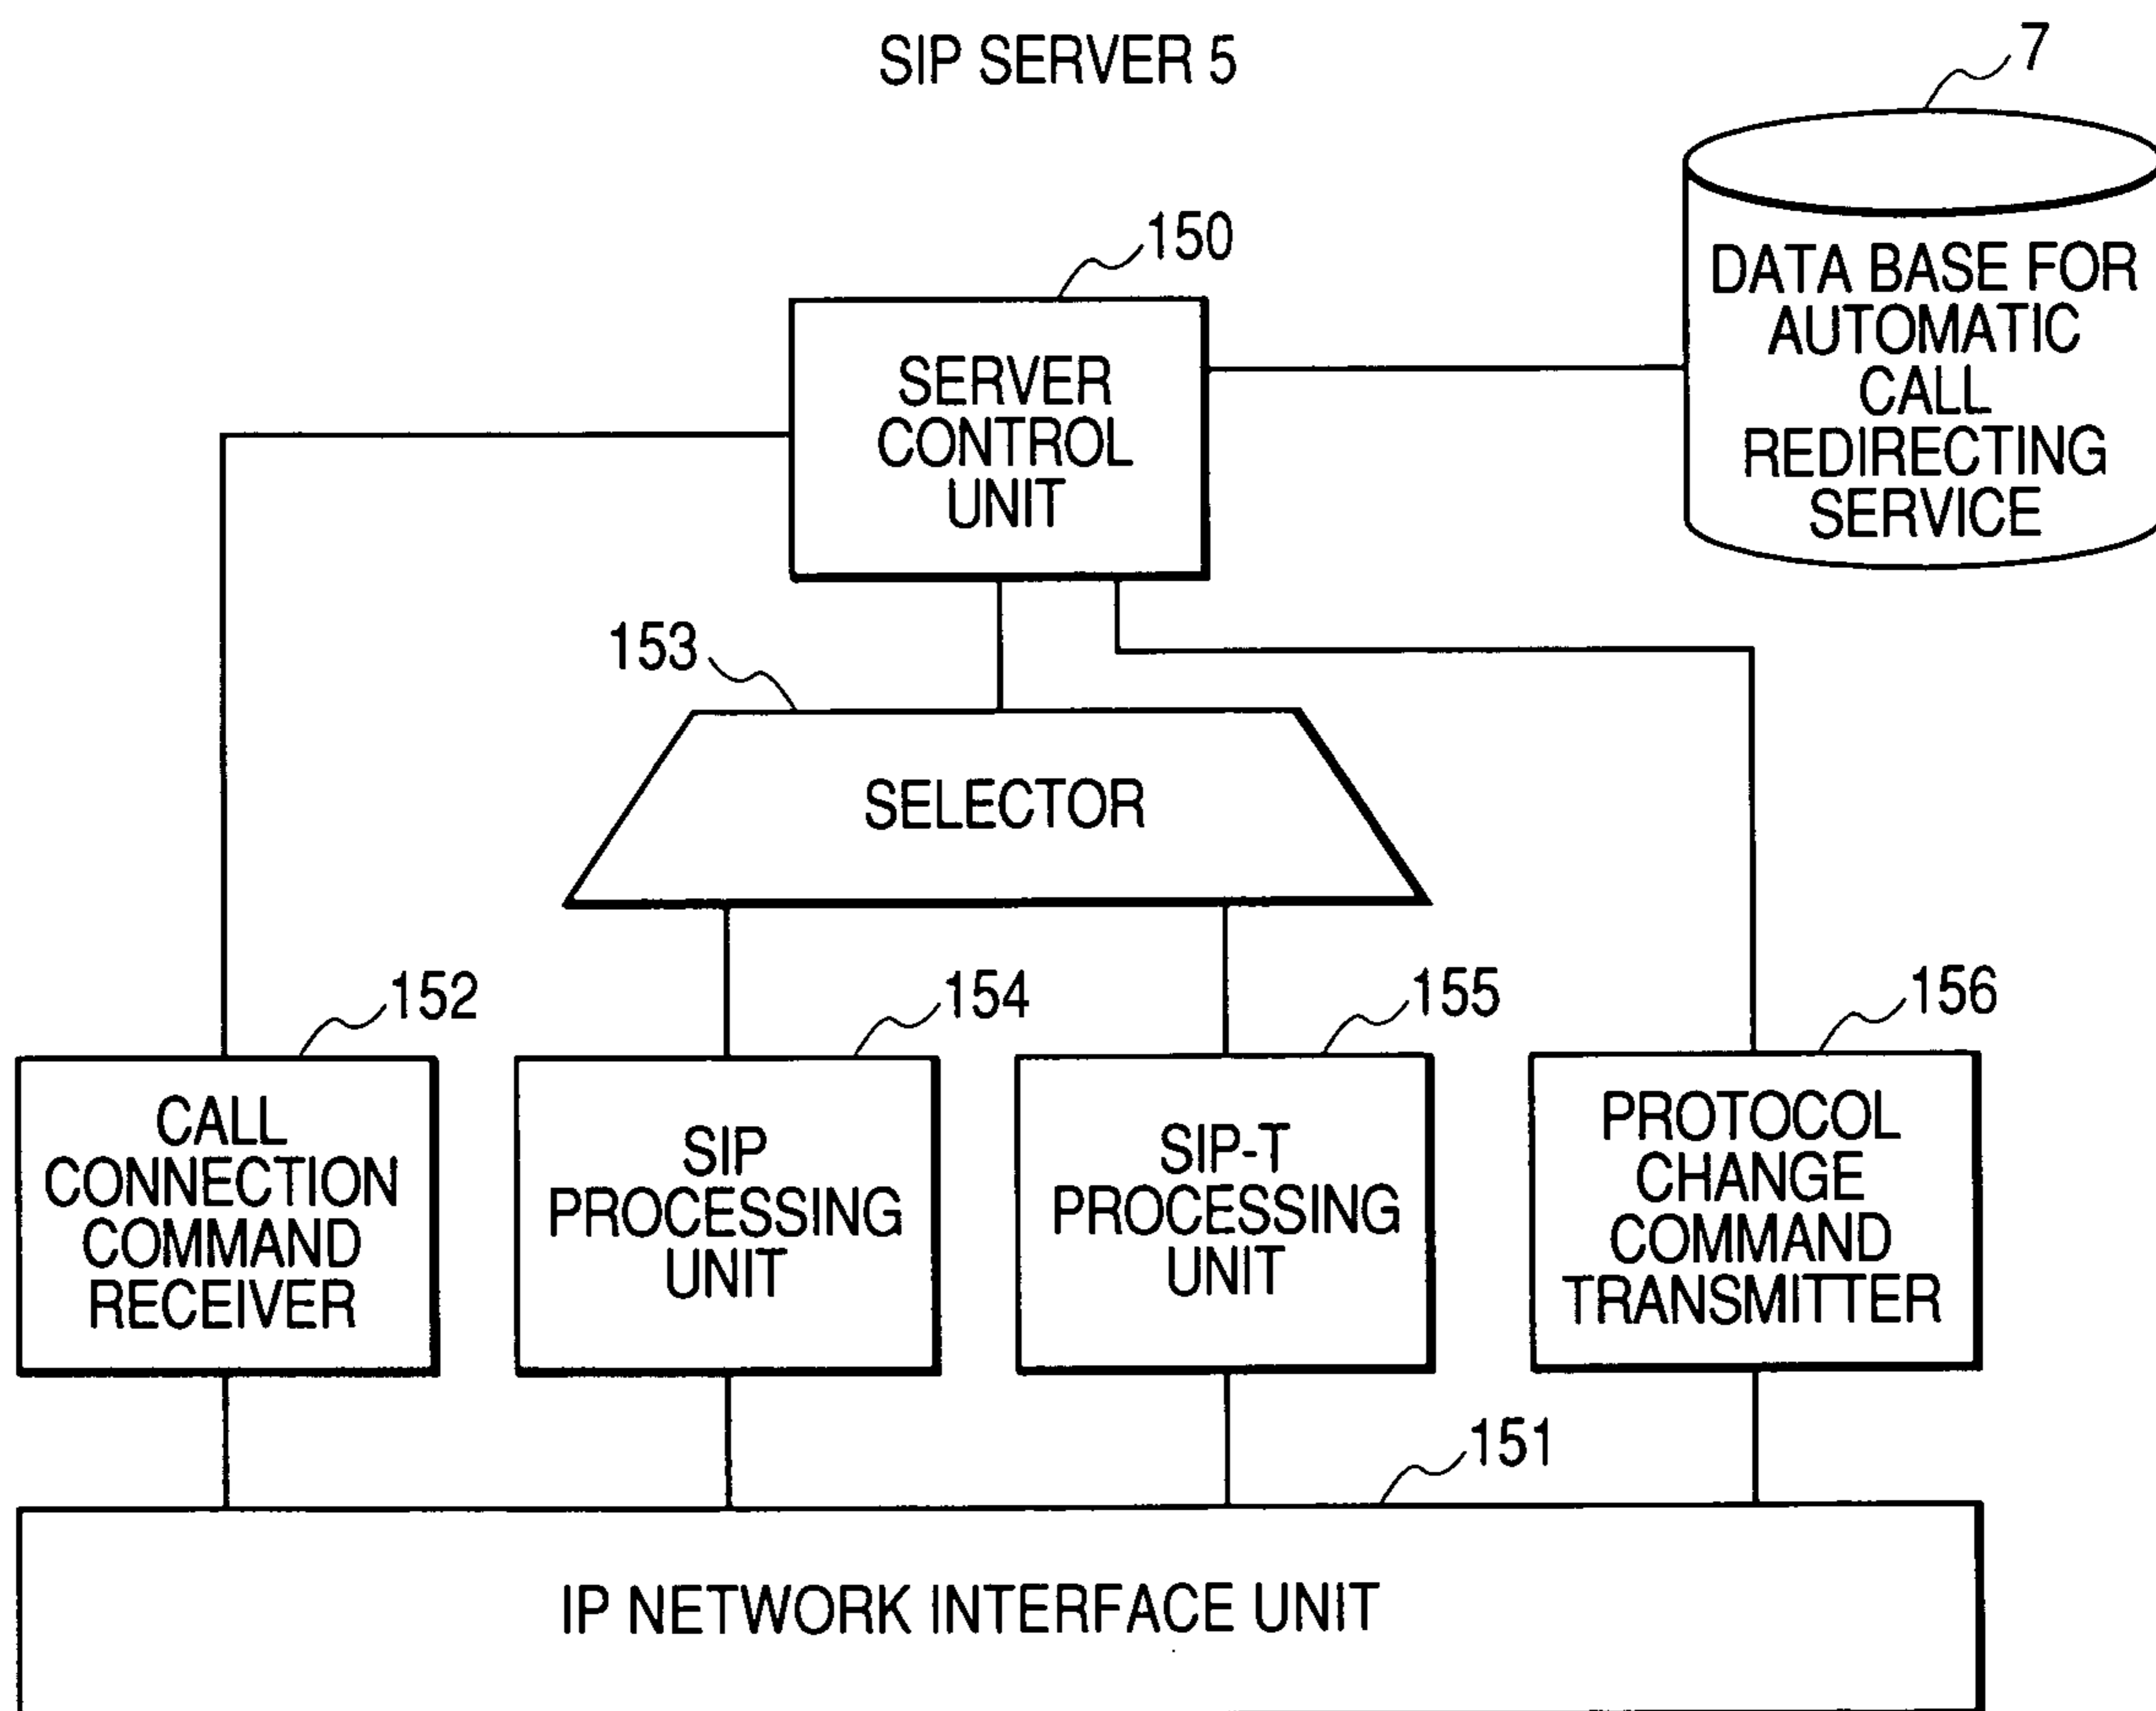 SIP SERVER 5
7
DATA BASE FOR
AUTOMATIC
CALL
REDIRECTING
SERVICE
150
SERVER
CONTROL
UNIT
153
SELECTOR
152
CALL
CONNECTION
COMMAND
RECEIVER
154
SIP
PROCESSING
UNIT
155
SIP-T
PROCESSING
UNIT
156
PROTOCOL
CHANGE
COMMAND
TRANSMITTER
151
IP NETWORK INTERFACE UNIT